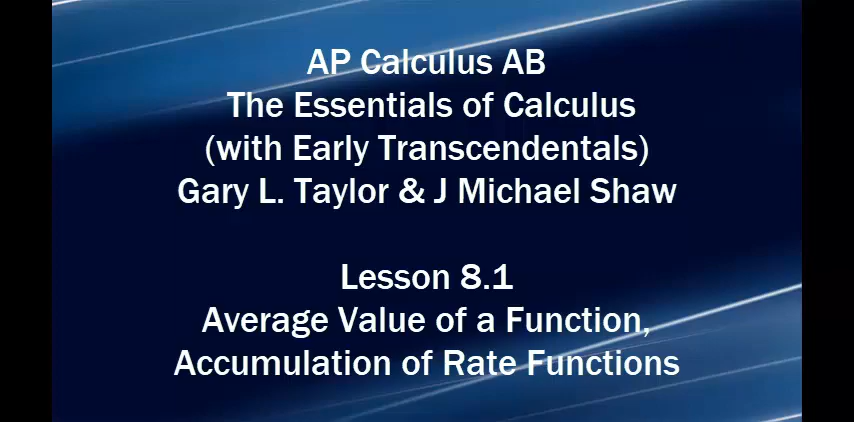 AP Calculus AB
The Essentials of Calculus
(with Early Transcendentals)
Gary L. Taylor & J Michael Shaw
Lesson 8.1
Average Value of a Function,
Accumulation of Rate Functions